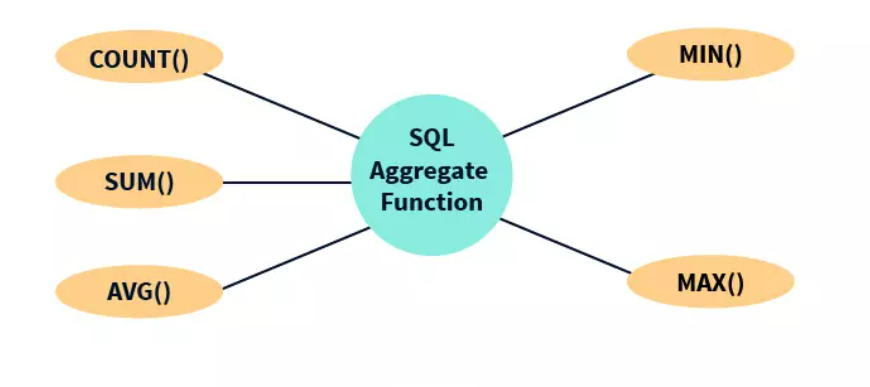 COUNT()
MIN()
SQL
Aggregate
Function
SUM()
AVG()
MAX()